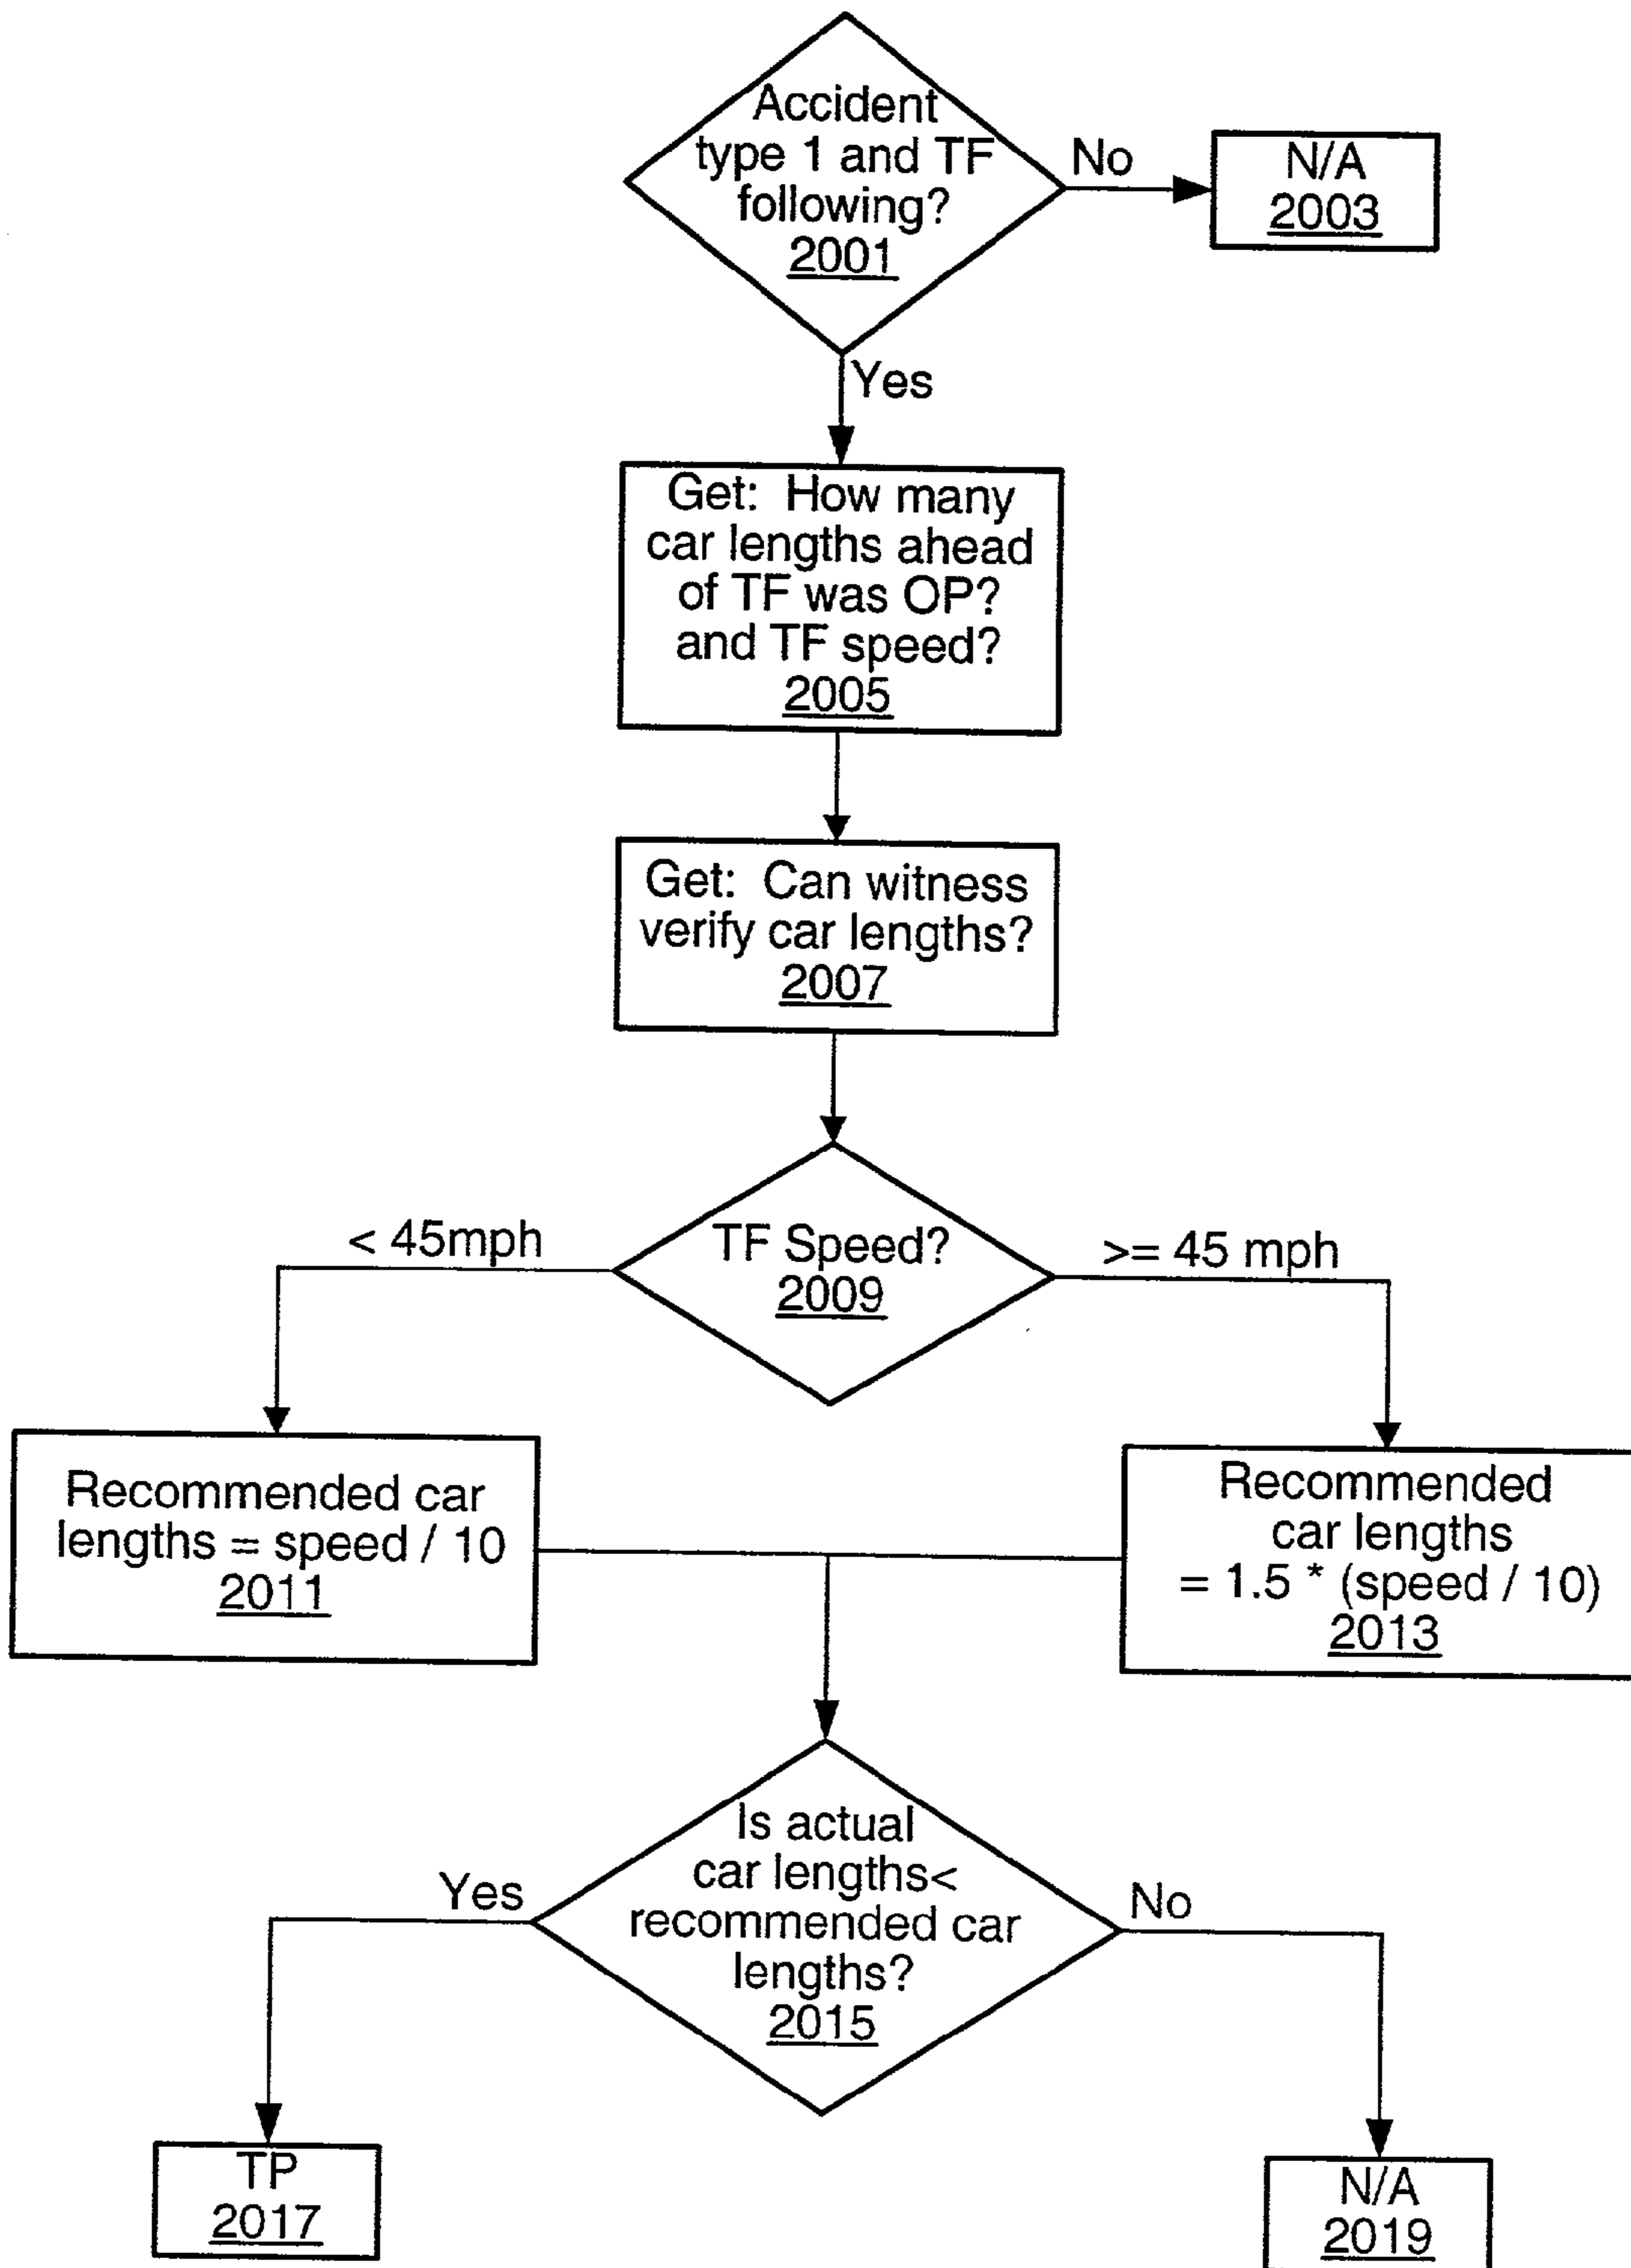 Accident
type 1 and TF
following?
2001
No
N/A
2003
Yes
Get: How many
car lengths ahead
of TF was OP?
and TF speed?
2005
Get: Can witness
verify car lengths?
2007
< 45mph
TF Speed?
2009
>= 45 mph
Recommended car
lengths = speed / 10
2011
Recommended
car lengths
= 1.5 * (speed / 10)
2013
Is actual
car lengths<
recommended car
lengths?
2015
Yes
No
TP
2017
N/A
2019